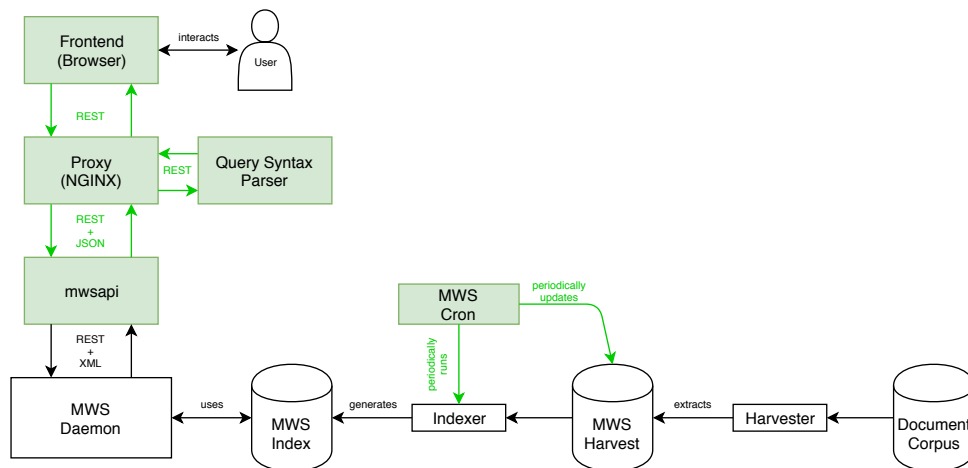 Frontend
(Browser)
interacts
User
REST
Proxy
(NGINX)
REST
Query Syntax
Parser
REST
+
JSON
mwsapi
MWS
Cron
periodically
updates
REST
+
XML
periodically
runs
MWS
Daemon
uses
MWS
Index
generates
Indexer
MWS
Harvest
extracts
Harvester
Document
Corpus